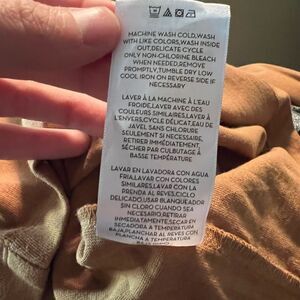 MACHINE WASH COLD,WASH
WITH LIKE COLORS,WASH INSIDE
OUT,DELICATE CYCLE
ONLY NON-CHLORINE BLEACH
WHEN NEEDED,REMOVE
PROMPTLY,TUMBLE DRY LOW
COOL IRON ON REVERSE SIDE IF
NECESSARY
LAVER À LA MACHINE À L'EAU
FROIDE,LAVER AVEC DES
COULEURS SIMILAIRES,LAVER À
L'ENVERS,CYCLE DÉLICAT,EAU DE
JAVEL SANS CHLORURE
SEULEMENT SI NÉCESSAIRE,
RETIRER IMMÉDIATEMENT,
SÉCHER PAR CULBUTAGE À
BASSE TEMPÉRATURE
LAVAR EN LAVADORA CON AGUA
FRIA,LAVAR CON COLORES
SIMILARES,LAVAR CON LA
PRENDA AL REVES,CICLO
DELICADO,USAR BLANQUEADOR
SIN CLORO CUANDO SEA
NECESARIO,RETIRAR
INMEDIATAMENTE,SECAR EN
SECADORA A TEMPERATURA
BAJA,PLANCHAR AL REVES CON
PLANCHA A TEMPERATURA